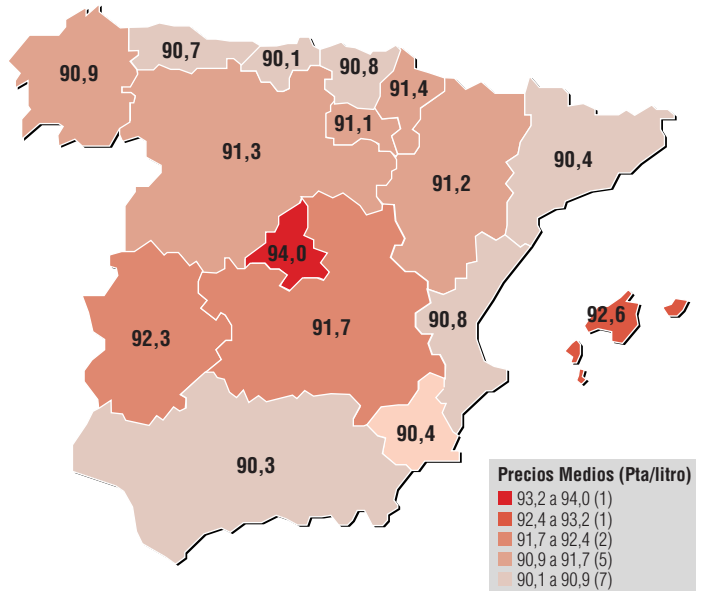 90,9
90,7
90,1
90,8
91,4
91,1
91,3
91,2
90,4
94,0
92,3
91,7
90,8
92,6
90,4
90,3
Precios Medios (Pta/litro)
93,2 a 94,0 (1)
92,4 a 93,2 (1)
91,7 a 92,4 (2)
90,9 a 91,7 (5)
90,1 a 90,9 (7)